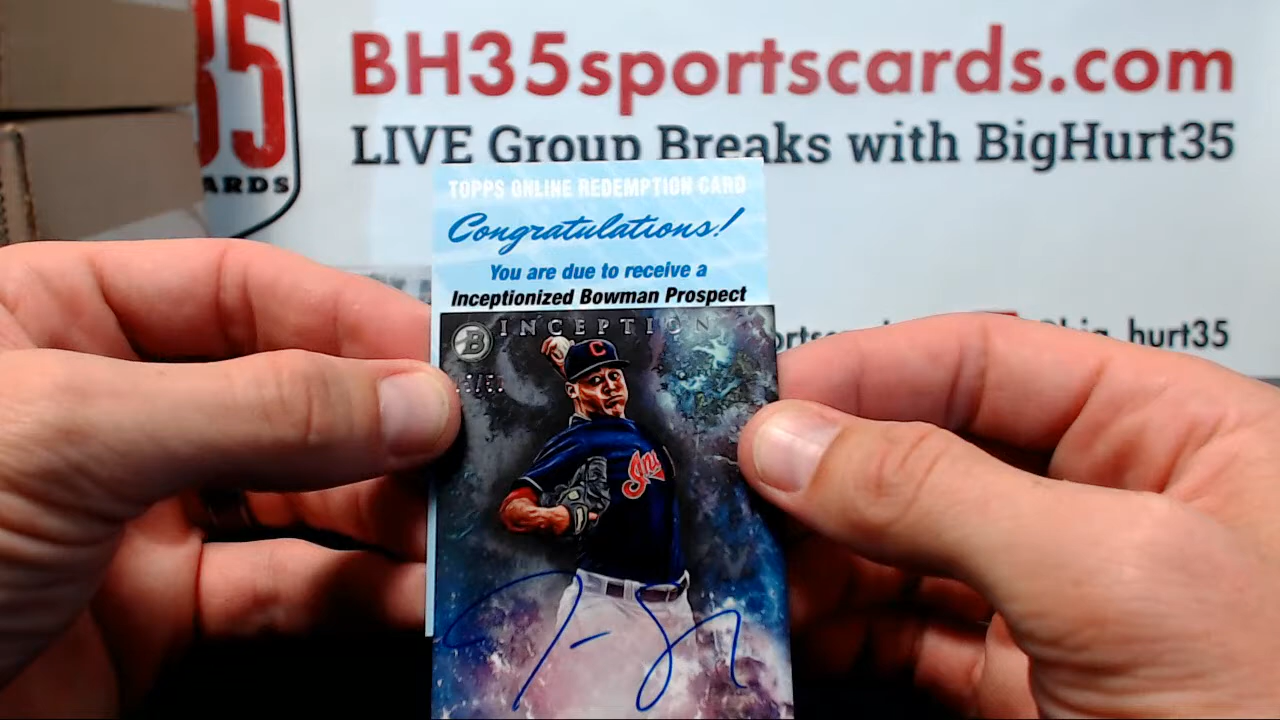 35
ARDS
BH35sportscards.com
LIVE Group Breaks with BigHurt35
TOPPS ONLINE REDEMPTION CARD
Congratulations!
You are due to receive a
Inceptionized Bowman Prospect
B INCEPTION
C
hurt35